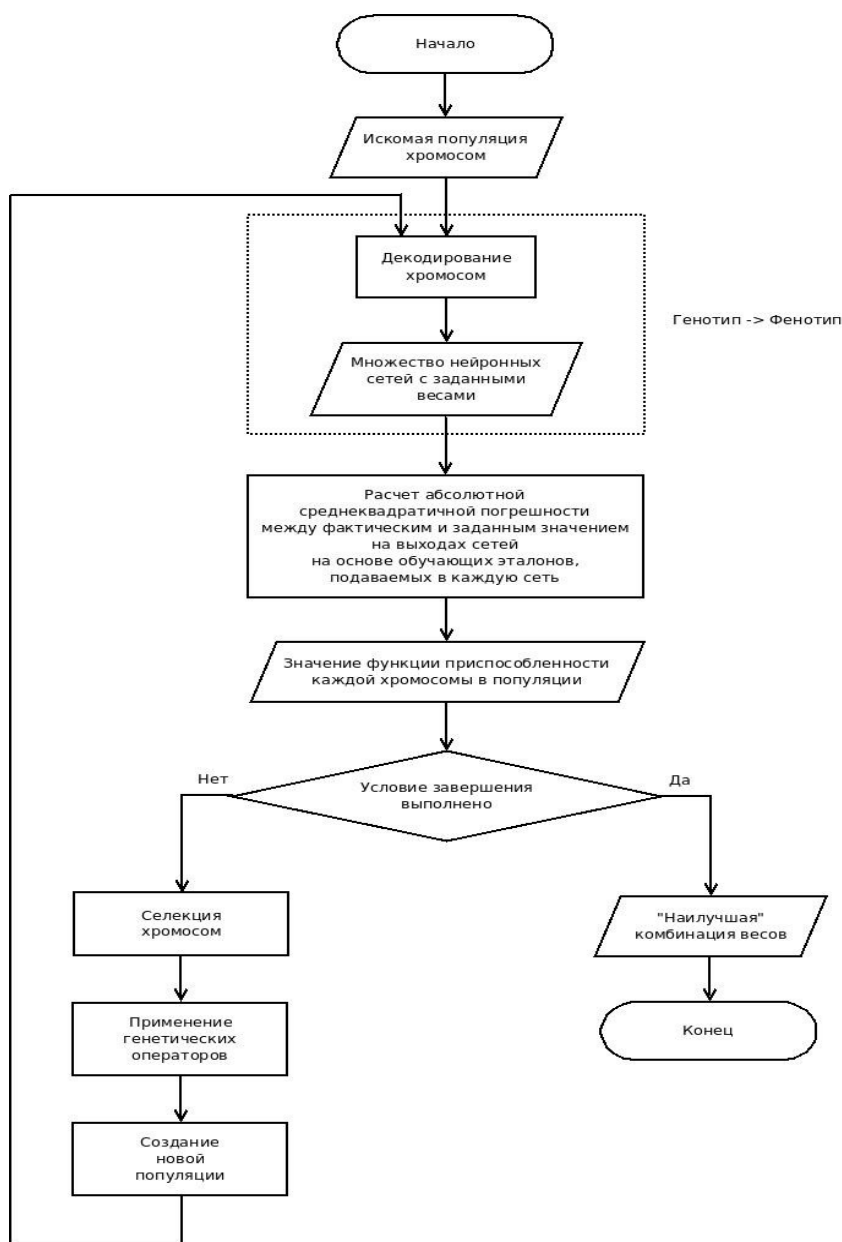 Начало
Искомая популяция
хромосом
Декодирование
хромосом
Генотип -> Фенотип
Множество нейронных
сетей с заданными
весами
Расчет абсолютной
среднеквадратичной погрешности
между фактическим и заданным значением
на выходах сетей
на основе обучающих эталонов,
подаваемых в каждую сеть
Значение функции приспособленности
каждой хромосомы в популяции
Условие завершения
выполнено
Нет
Да
Селекция
хромосом
Применение
генетических
операторов
Создание
новой
популяции
"Наилучшая"
комбинация весов
Конец